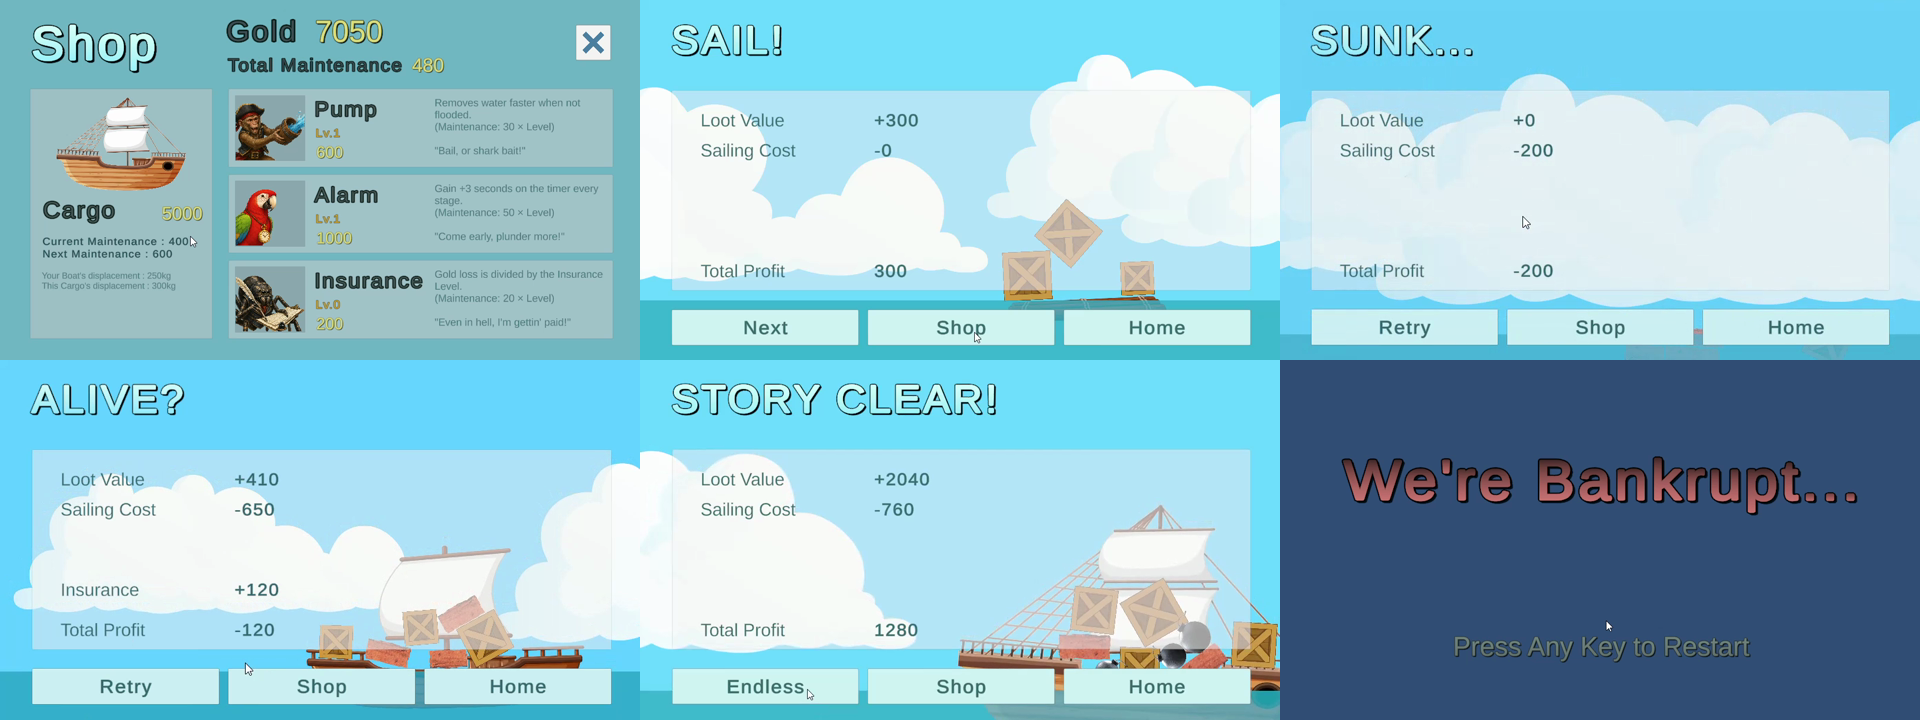 Shop
Gold 7050
Total Maintenance 480
Cargo 5000
Current Maintenance : 400
Next Maintenance : 600
Your Boat's displacement : 250kg
This Cargo's displacement : 300kg
Pump
Lv.1
600
Removes water faster when not
flooded.
(Maintenance: 30 × Level)
"Bail, or shark bait!"
Alarm
Lv.1
1000
Gain +3 seconds on the timer every
stage.
(Maintenance: 50 × Level)
"Come early, plunder more!"
Insurance
Lv.0
200
Gold loss is divided by the Insurance
Level.
(Maintenance: 20 × Level)
"Even in hell, I'm gettin' paid!"
SAIL!
Loot Value +300
Sailing Cost -0
Total Profit 300
Next Shop Home
SUNK...
Loot Value +0
Sailing Cost -200
Total Profit -200
Retry Shop Home
ALIVE?
Loot Value +410
Sailing Cost -650
Insurance +120
Total Profit -120
Retry Shop Home
STORY CLEAR!
Loot Value +2040
Sailing Cost -760
Total Profit 1280
Endless Shop Home
We're Bankrupt...
Press Any Key to Restart